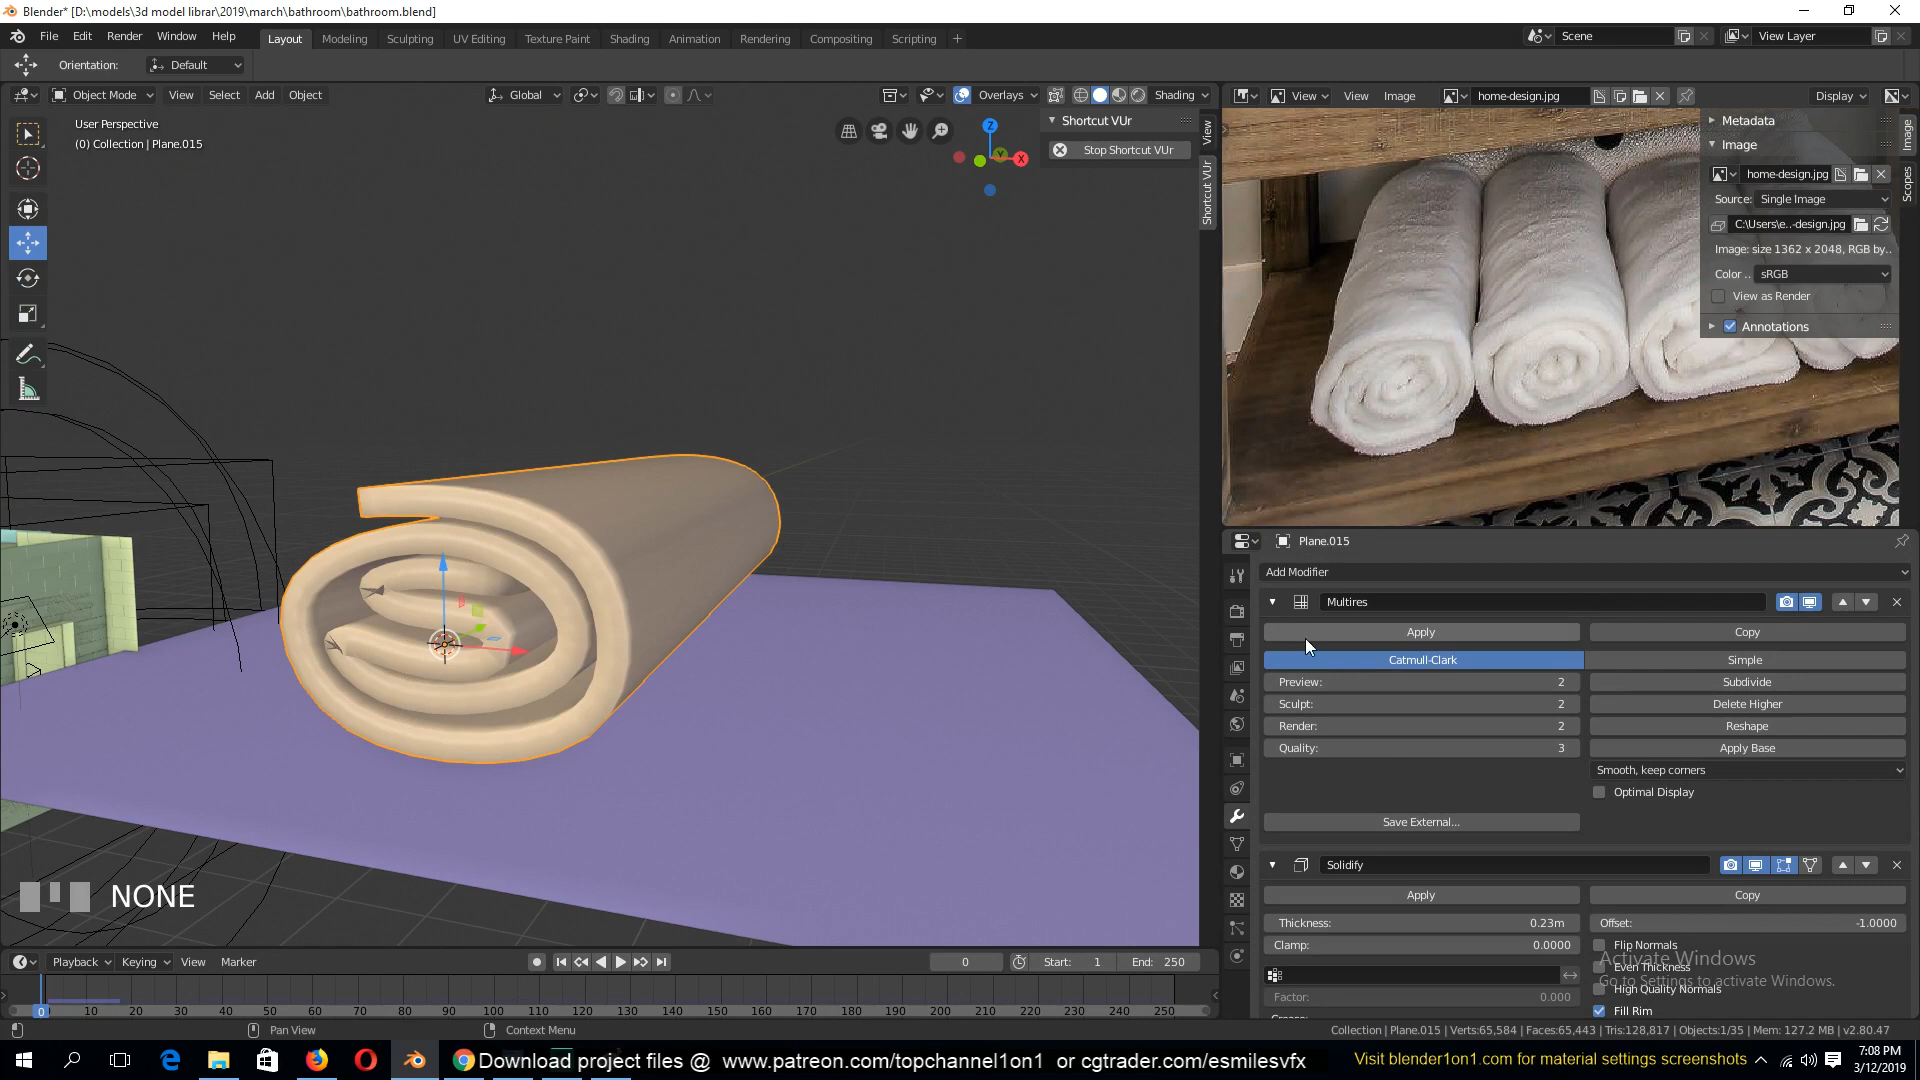 Blender* [D:\models\3d model librar\2019\march\bathroom\bathroom.blend]
File Edit Render Window Help Layout Modeling Sculpting UV Editing Texture Paint Shading Animation Rendering Compositing Scripting + Scene View Layer
Orientation: Default
Object Mode View Select Add Object Global Overlays Shading
View View Image home-design.jpg Display
User Perspective
(0) Collection | Plane.015
Z
X
Y
Shortcut VUr
Stop Shortcut VUr
View
Shortcut VUr
Metadata
Image
home-design.jpg
Source: Single Image
C:\Users\e..-design.jpg
Image: size 1362 x 2048, RGB by..
Color .. sRGB
View as Render
Annotations
Image
Scopes
Plane.015
Add Modifier
Multires
Apply Copy
Catmull-Clark Simple
Preview: 2 Subdivide
Sculpt: 2 Delete Higher
Render: 2 Reshape
Quality: 3 Apply Base
Smooth, keep corners
Optimal Display
Save External...
Solidify
Apply Copy
Thickness: 0.23m Offset: -1.0000
Clamp: 0.0000 Flip Normals
Even Thickness
High Quality Normals
Factor: 0.000
Fill Rim
Activate Windows
Go to Settings to activate Windows.
NONE
Playback Keying View Marker 0 Start: 1 End: 250
0 10 20 30 40 50 60 70 80 90 100 110 120 130 140 150 160 170 180 190 200 210 220 230 240 250
Pan View Context Menu
Collection | Plane.015 | Verts:65,584 | Faces:65,443 | Tris:128,817 | Objects:1/35 | Mem: 127.2 MB | v2.80.47
Download project files @ www.patreon.com/topchannel1on1 or cgtrader.com/esmilesvfx
Visit blender1on1.com for material settings screenshots
7:08 PM
3/12/2019